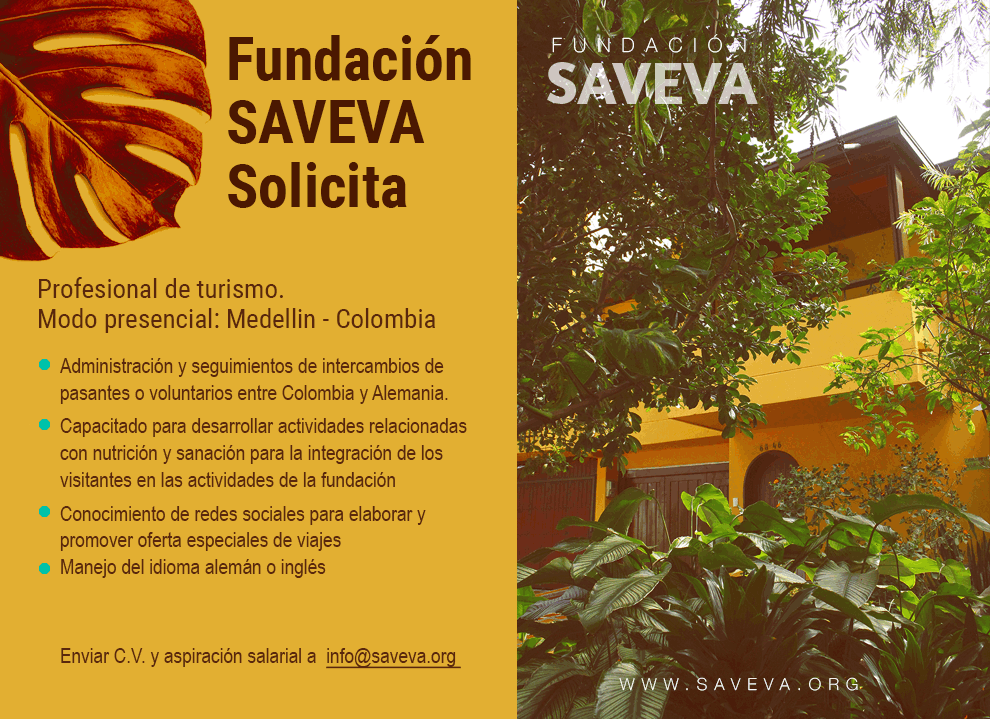 Fundación
SAVEVA
Solicita
Profesional de turismo.
Modo presencial: Medellin - Colombia
Administración y seguimientos de intercambios de
pasantes o voluntarios entre Colombia y Alemania.
Capacitado para desarrollar actividades relacionadas
con nutrición y sanación para la integración de los
visitantes en las actividades de la fundación
Conocimiento de redes sociales para elaborar y
promover oferta especiales de viajes
Manejo del idioma alemán o inglés
Enviar C.V. y aspiración salarial a info@saveva.org
FUNDACIÓN
SAVEVA
WWW.SAVEVA.ORG